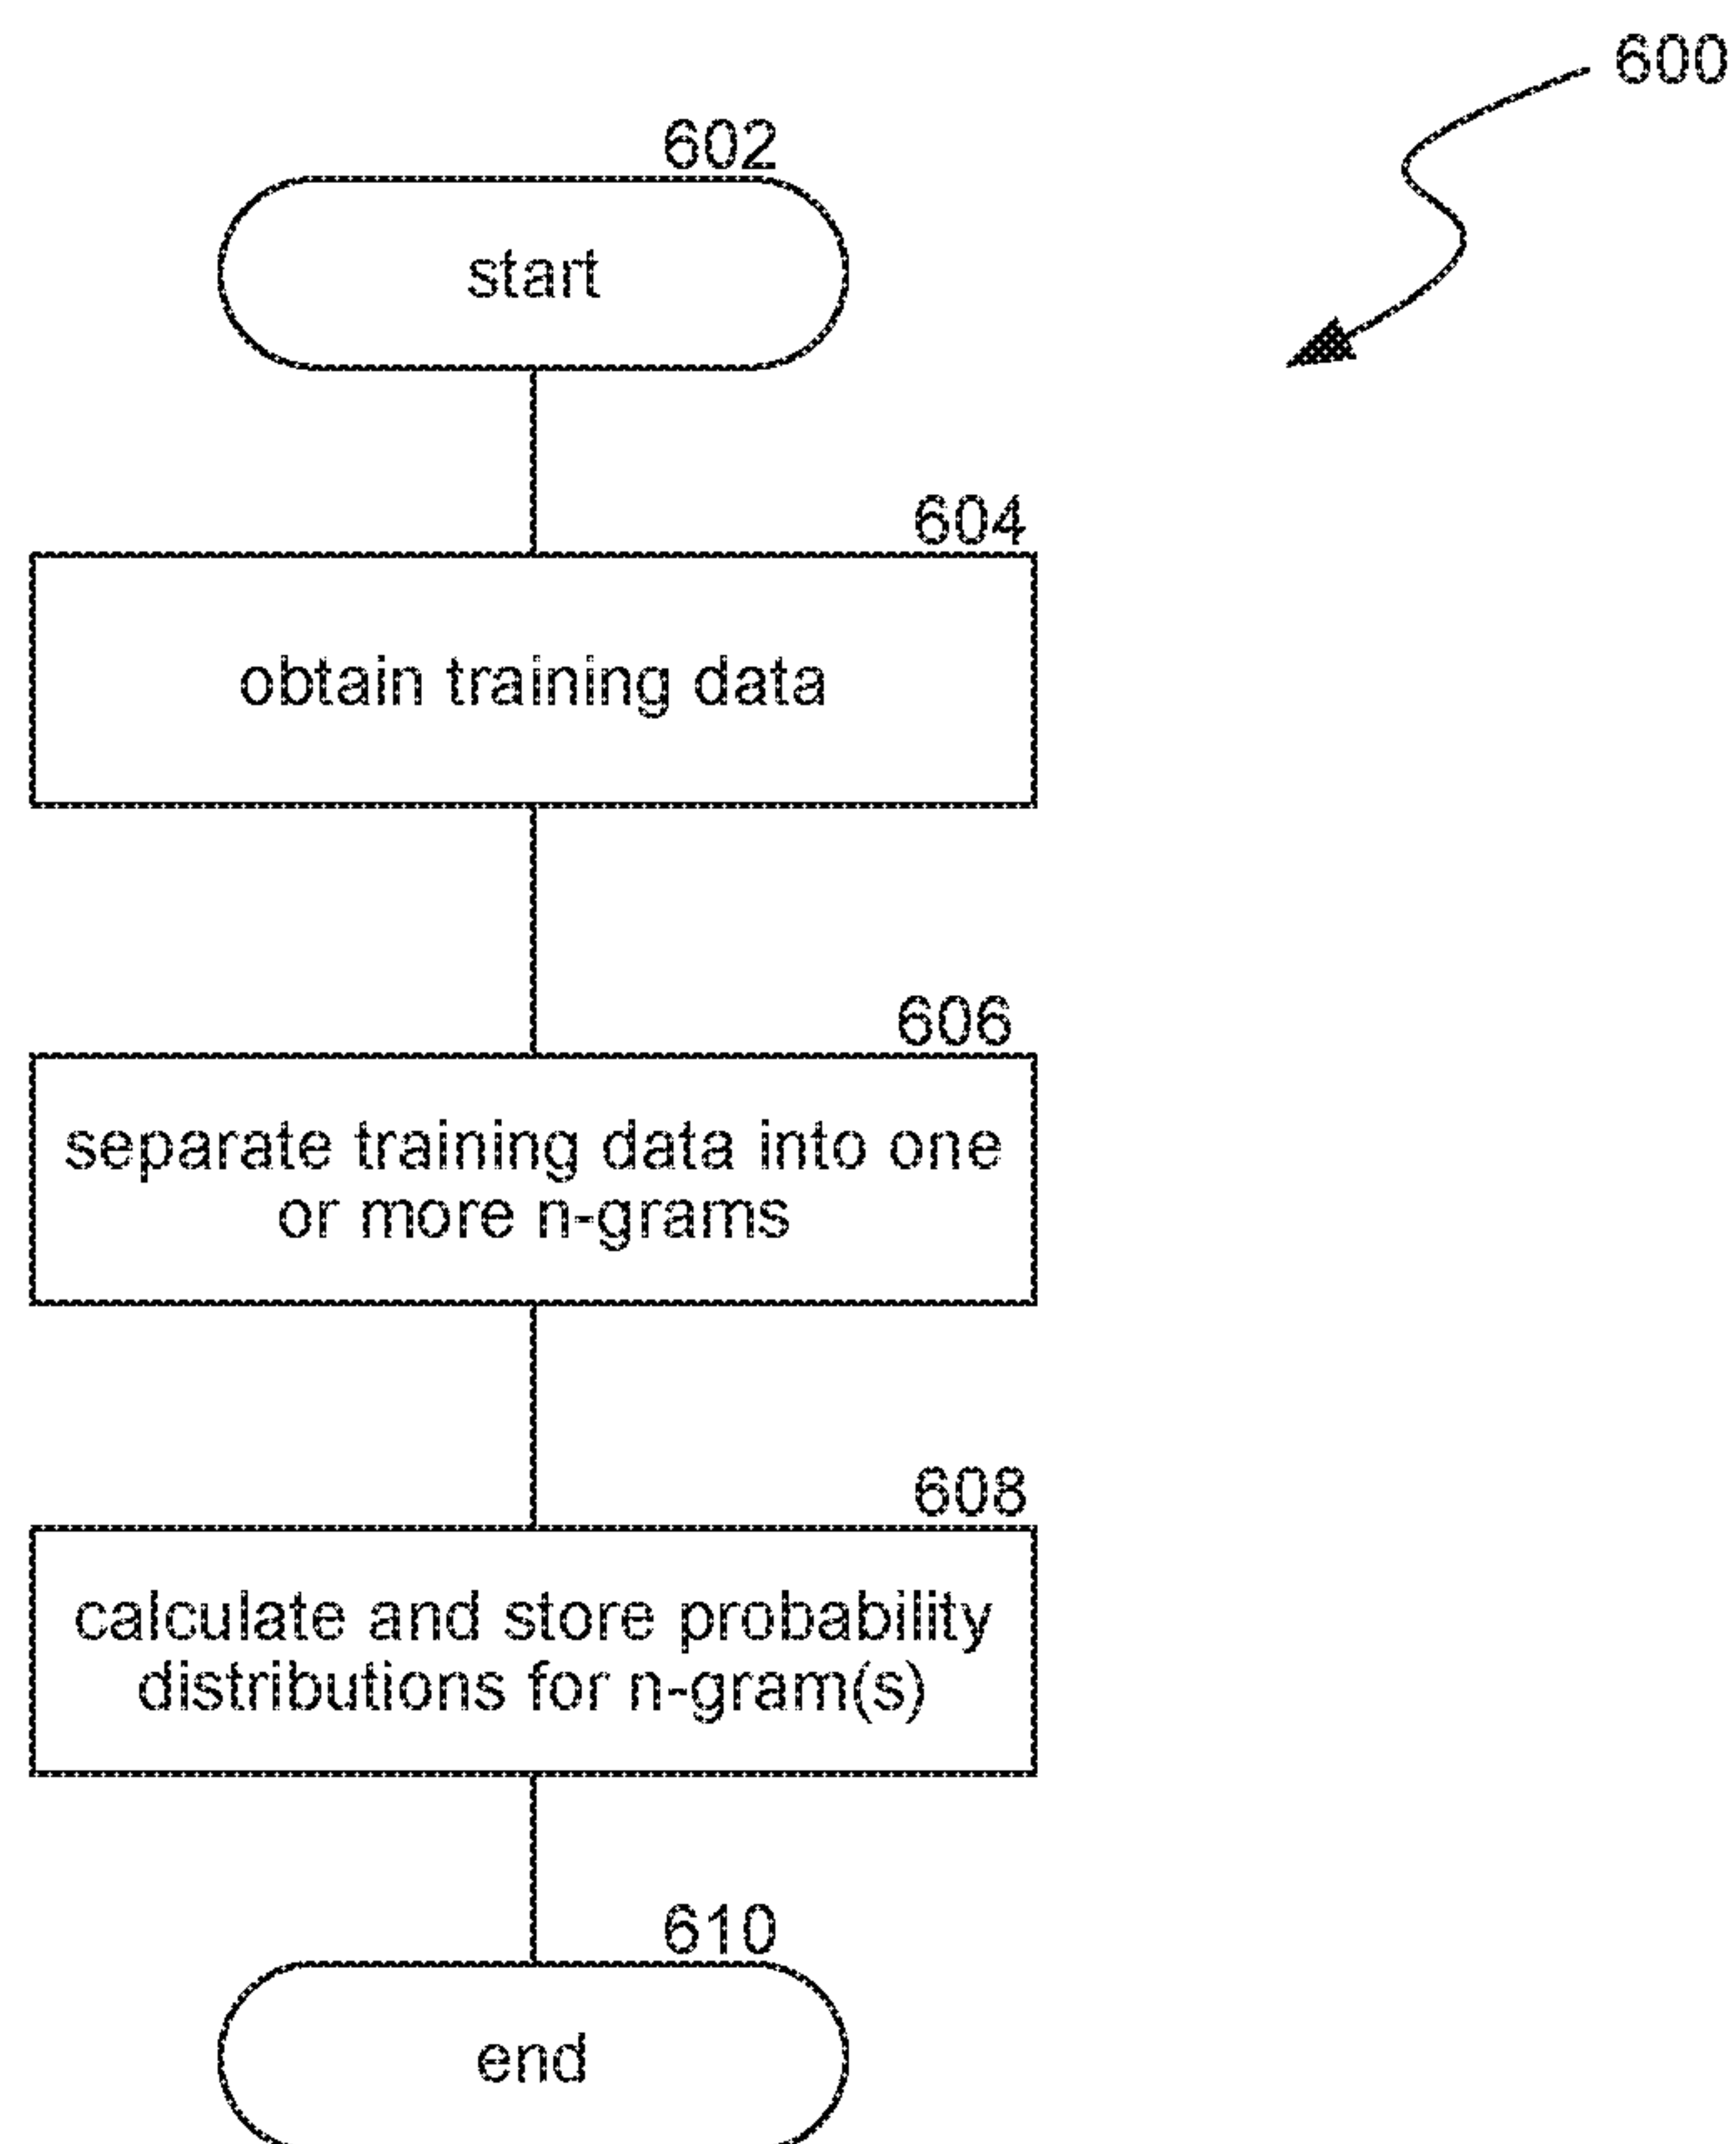 600
602
start
604
obtain training data
606
separate training data into one
or more n-grams
608
calculate and store probability
distributions for n-gram(s)
610
end